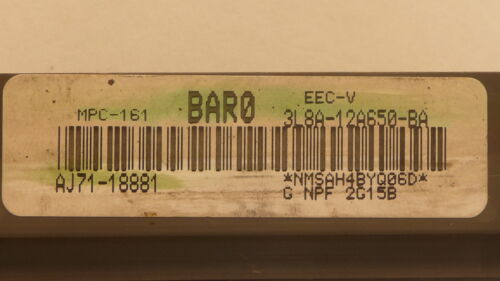 MPC-161 BAR0 EEC-V
3L8A-12A650-BA
AJ71-18881 *NMSAH4BYQ06D*
G NPF 2G15B